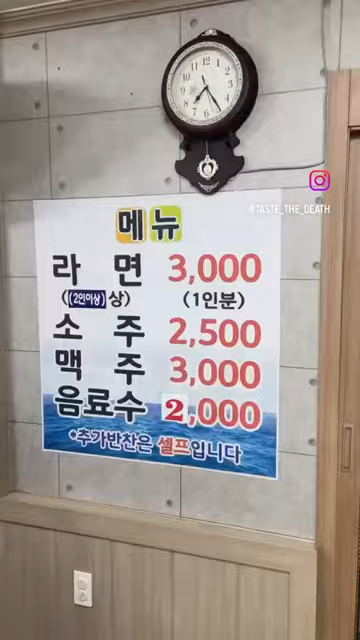 @TASTE_THE_DEATH
메뉴
라 면 3,000
((2인이상) 상) (1인분)
소 주 2,500
맥 주 3,000
음료수 2,000
*추가반찬은 셀프입니다